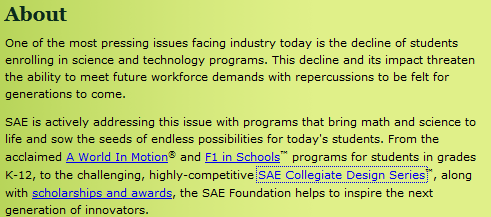 About
One of the most pressing issues facing industry today is the decline of students
enrolling in science and technology programs. This decline and its impact threaten
the ability to meet future workforce demands with repercussions to be felt for
generations to come.
SAE is actively addressing this issue with programs that bring math and science to
life and sow the seeds of endless possibilities for today's students. From the
acclaimed A World In Motion® and F1 in Schools™ programs for students in grades
K-12, to the challenging, highly-competitive SAE Collegiate Design Series™, along
with scholarships and awards, the SAE Foundation helps to inspire the next
generation of innovators.